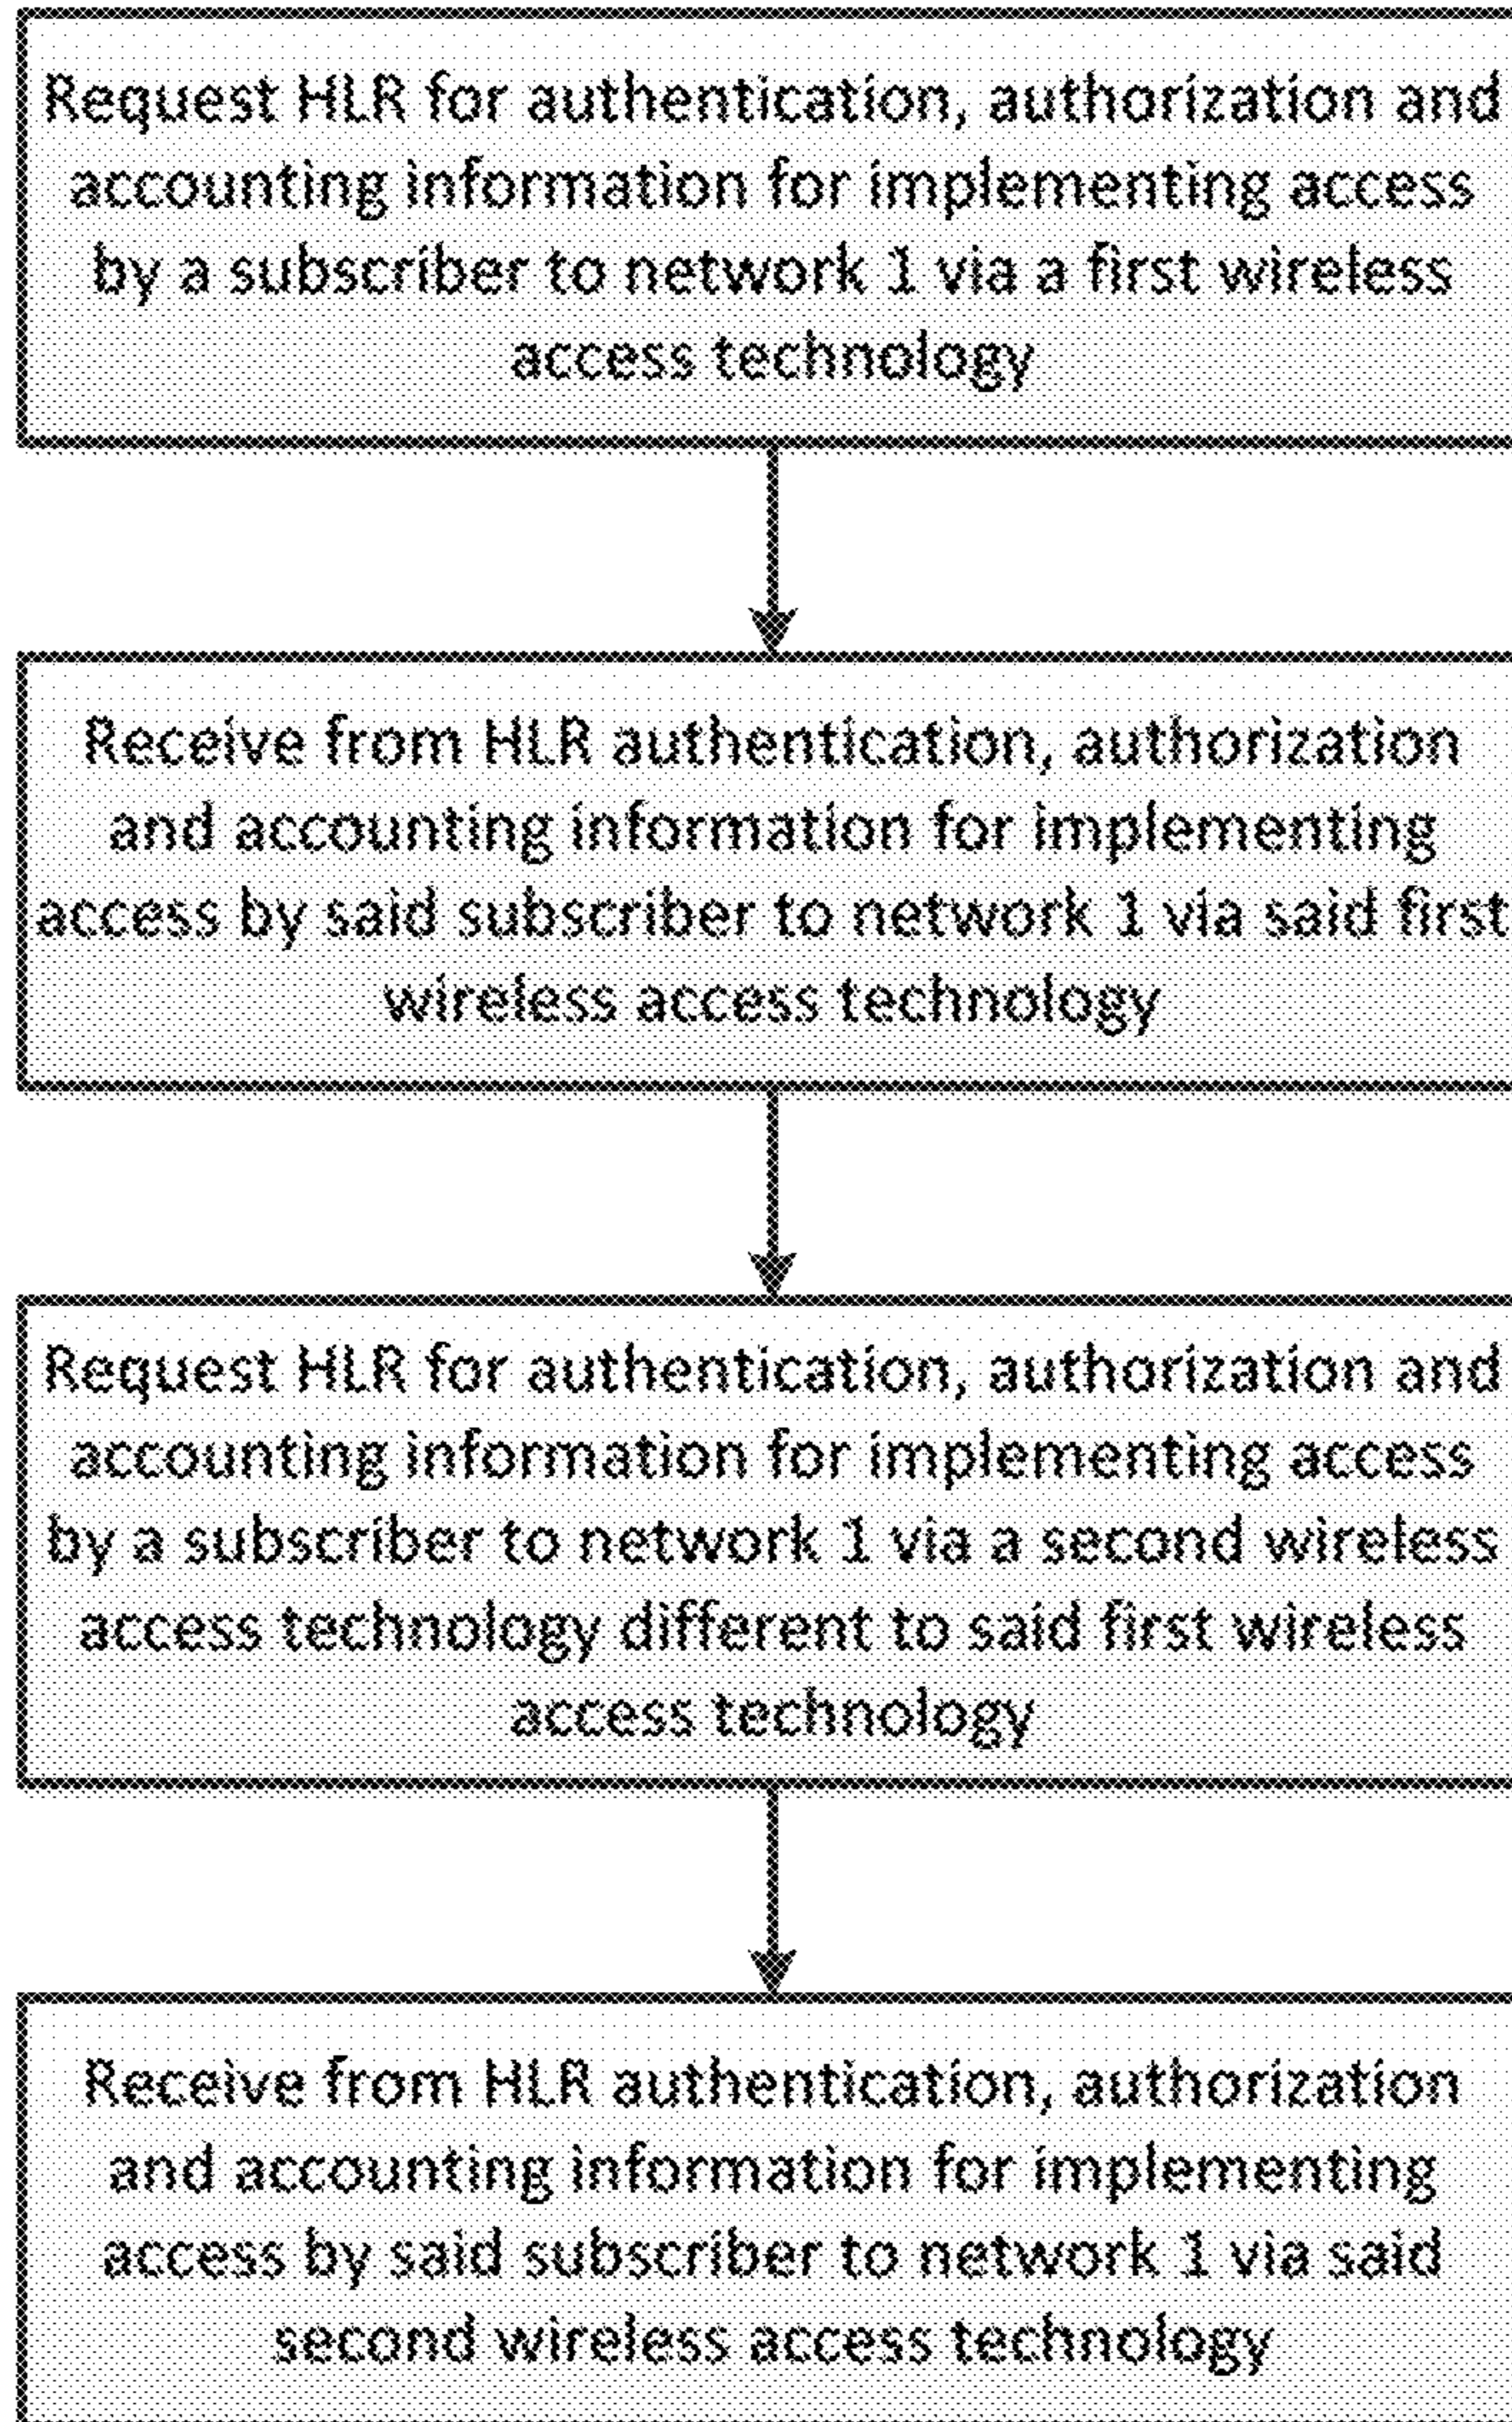 Request HLR for authentication, authorization and
accounting information for implementing access
by a subscriber to network 1 via a first wireless
access technology
Receive from HLR authentication, authorization
and accounting information for implementing
access by said subscriber to network 1 via said first
wireless access technology
Request HLR for authentication, authorization and
accounting information for implementing access
by a subscriber to network 1 via a second wireless
access technology different to said first wireless
access technology
Receive from HLR authentication, authorization
and accounting information for implementing
access by said subscriber to network 1 via said
second wireless access technology